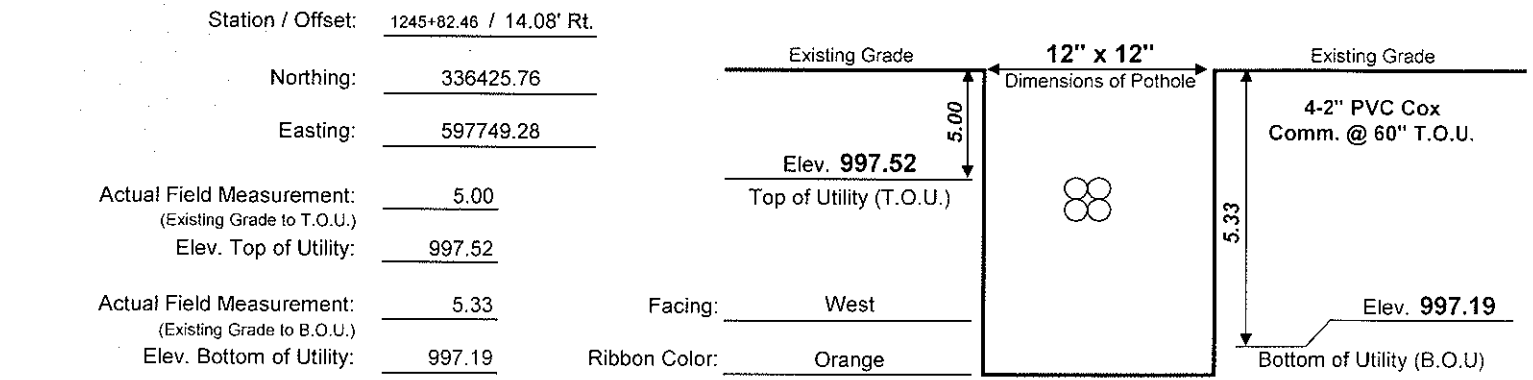 Station / Offset: 1245+82.46 / 14.08' Rt.
Northing: 336425.76
Easting: 597749.28
Actual Field Measurement: 5.00
(Existing Grade to T.O.U.)
Elev. Top of Utility: 997.52
Actual Field Measurement: 5.33
(Existing Grade to B.O.U.)
Elev. Bottom of Utility: 997.19
Existing Grade
12" x 12"
Dimensions of Pothole
Existing Grade
5.00
4-2" PVC Cox
Comm. @ 60" T.O.U.
Elev. 997.52
Top of Utility (T.O.U.)
5.33
Facing: West
Elev. 997.19
Ribbon Color: Orange
Bottom of Utility (B.O.U)